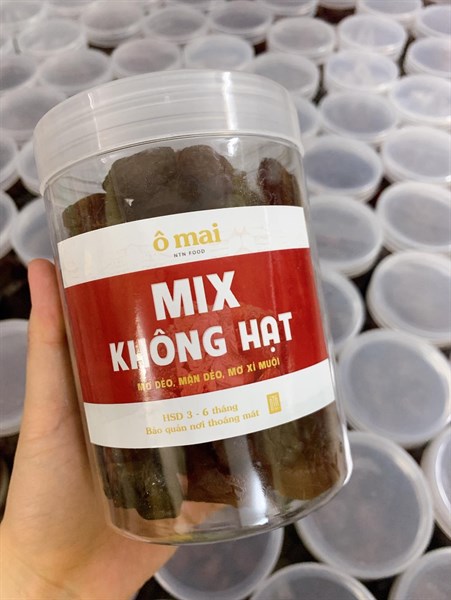 ô mai
NTN FOOD
MIX
KHÔNG HẠT
MƠ DẺO, MẬN DẺO, MƠ XÍ MUỘI
HSD 3 - 6 tháng
Bảo quản nơi thoáng mát